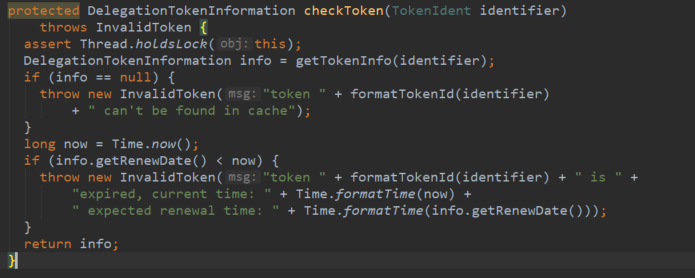 protected DelegationTokenInformation checkToken(TokenIdent identifier)
    throws InvalidToken {
  assert Thread.holdsLock( obj: this);
  DelegationTokenInformation info = getTokenInfo(identifier);
  if (info == null) {
    throw new InvalidToken( msg: "token " + formatTokenId(identifier)
        + " can't be found in cache");
  }
  long now = Time.now();
  if (info.getRenewDate() < now) {
    throw new InvalidToken( msg: "token " + formatTokenId(identifier) + " is " +
        "expired, current time: " + Time.formatTime(now) +
        " expected renewal time: " + Time.formatTime(info.getRenewDate()));
  }
  return info;
}